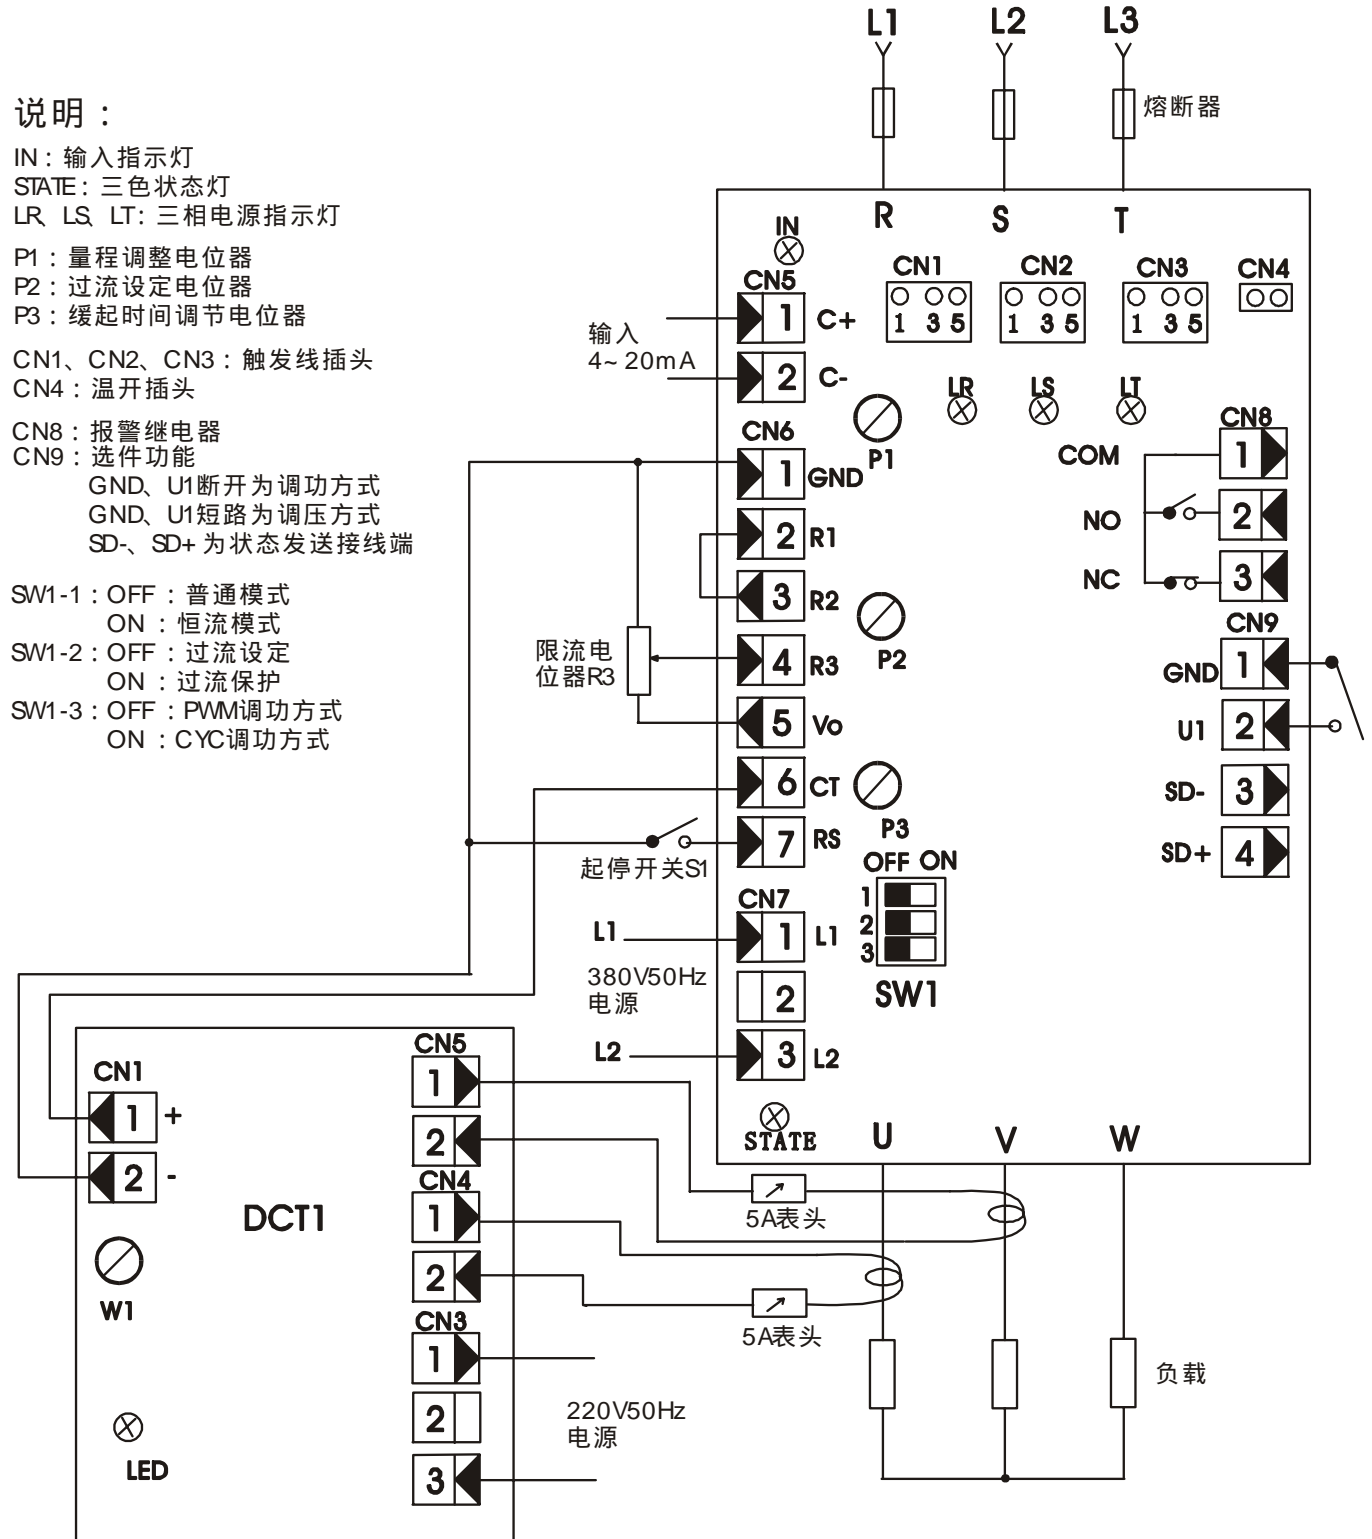 L1 L2 L3
熔断器
说明：
IN：输入指示灯
STATE：三色状态灯
LR、LS、LT：三相电源指示灯
P1：量程调整电位器
P2：过流设定电位器
P3：缓起时间调节电位器
CN1、CN2、CN3：触发线插头
CN4：温开插头
CN8：报警继电器
CN9：选件功能
GND、U1断开为调功方式
GND、U1短路为调压方式
SD-、SD+为状态发送接线端
SW1-1：OFF：普通模式
ON：恒流模式
SW1-2：OFF：过流设定
ON：过流保护
SW1-3：OFF：PWM调功方式
ON：CYC调功方式
R S T
IN
CN1 CN2 CN3 CN4
1 3 5 1 3 5 1 3 5
CN5
1 C+
2 C-
输入
4~20mA
LR LS LT
P1
CN6
1 GND
2 R1
3 R2
4 R3
5 Vo
6 CT
7 RS
限流电
位器R3
起停开关S1
P2
P3
OFF ON
1
2
3
SW1
CN8
COM 1
NO 2
NC 3
CN9
GND 1
U1 2
SD- 3
SD+ 4
CN7
L1 1 L1
380V50Hz
电源
2
L2 3 L2
STATE
U V W
CN1
1 +
2 -
DCT1
W1
LED
CN5
1
2
CN4
1
2
CN3
1
2
3
220V50Hz
电源
5A表头
5A表头
负载